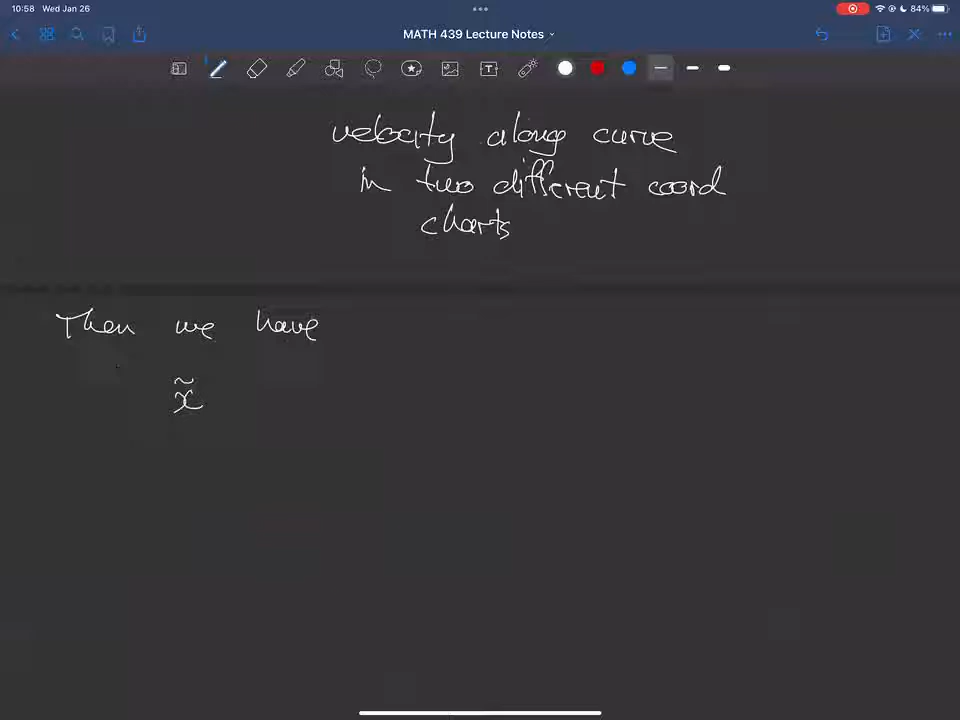 10:58 Wed Jan 26
84%
MATH 439 Lecture Notes
velocity along curve
in two different coord
charts
Then we have
x̃